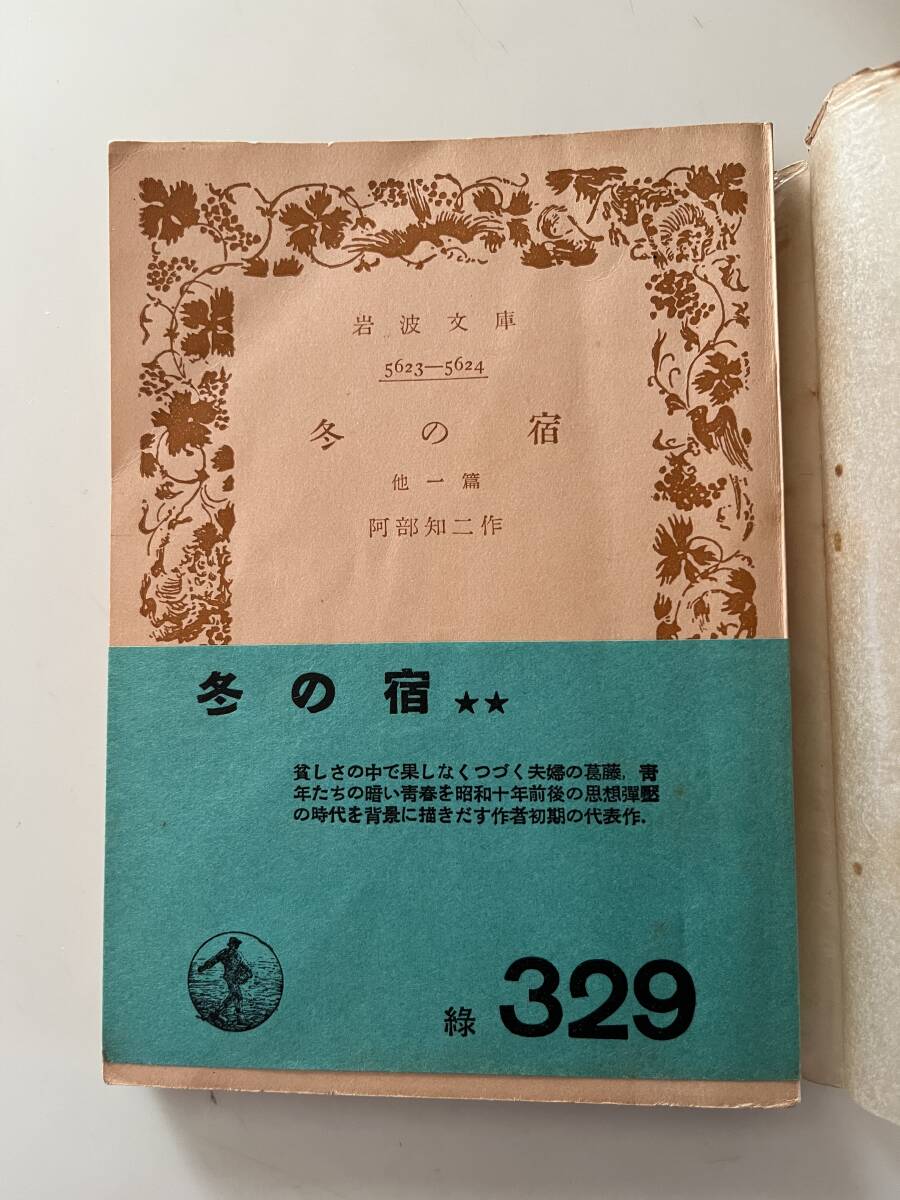 岩波文庫
5623—5624
冬の宿
他一篇
阿部知二作
冬の宿 ★★
貧しさの中で果しなくつづく夫婦の葛藤，靑
年たちの暗い靑春を昭和十年前後の思想彈壓
の時代を背景に描きだす作者初期の代表作．
綠 329